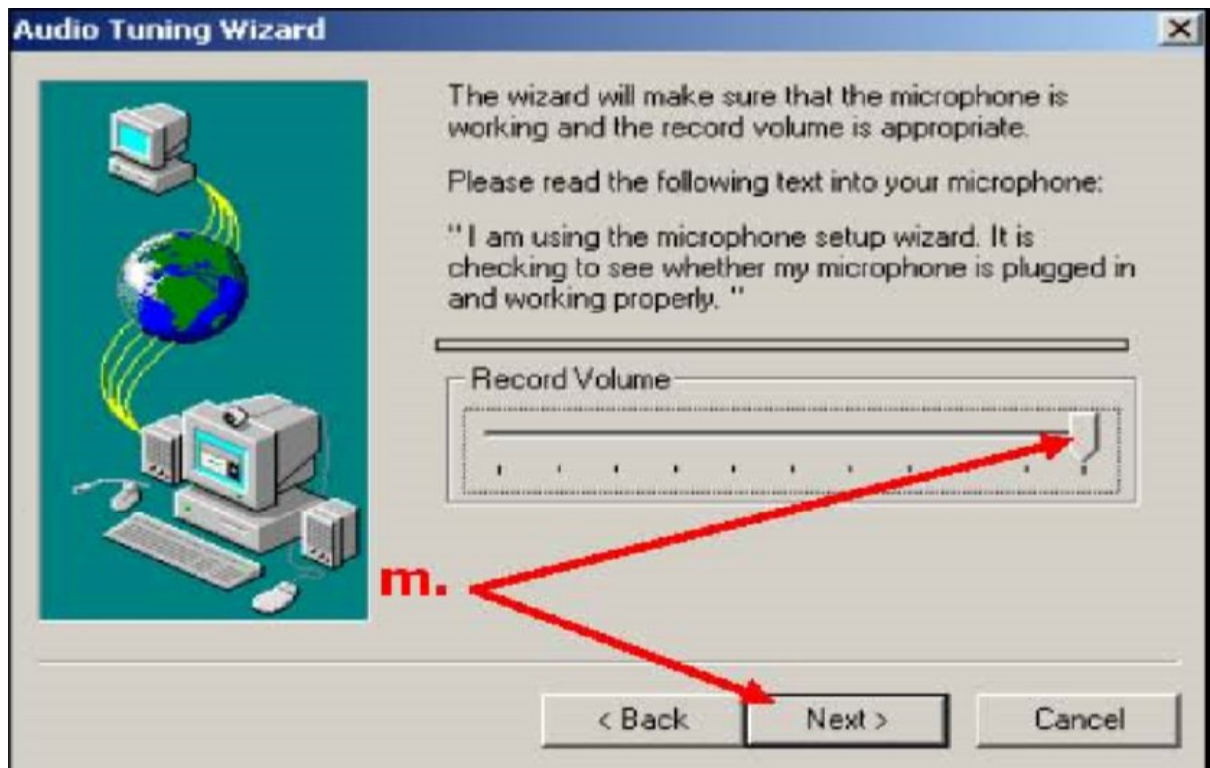 Audio Tuning Wizard
The wizard will make sure that the microphone is
working and the record volume is appropriate.
Please read the following text into your microphone:
"I am using the microphone setup wizard. It is
checking to see whether my microphone is plugged in
and working properly. "
Record Volume
m.
< Back
Next >
Cancel